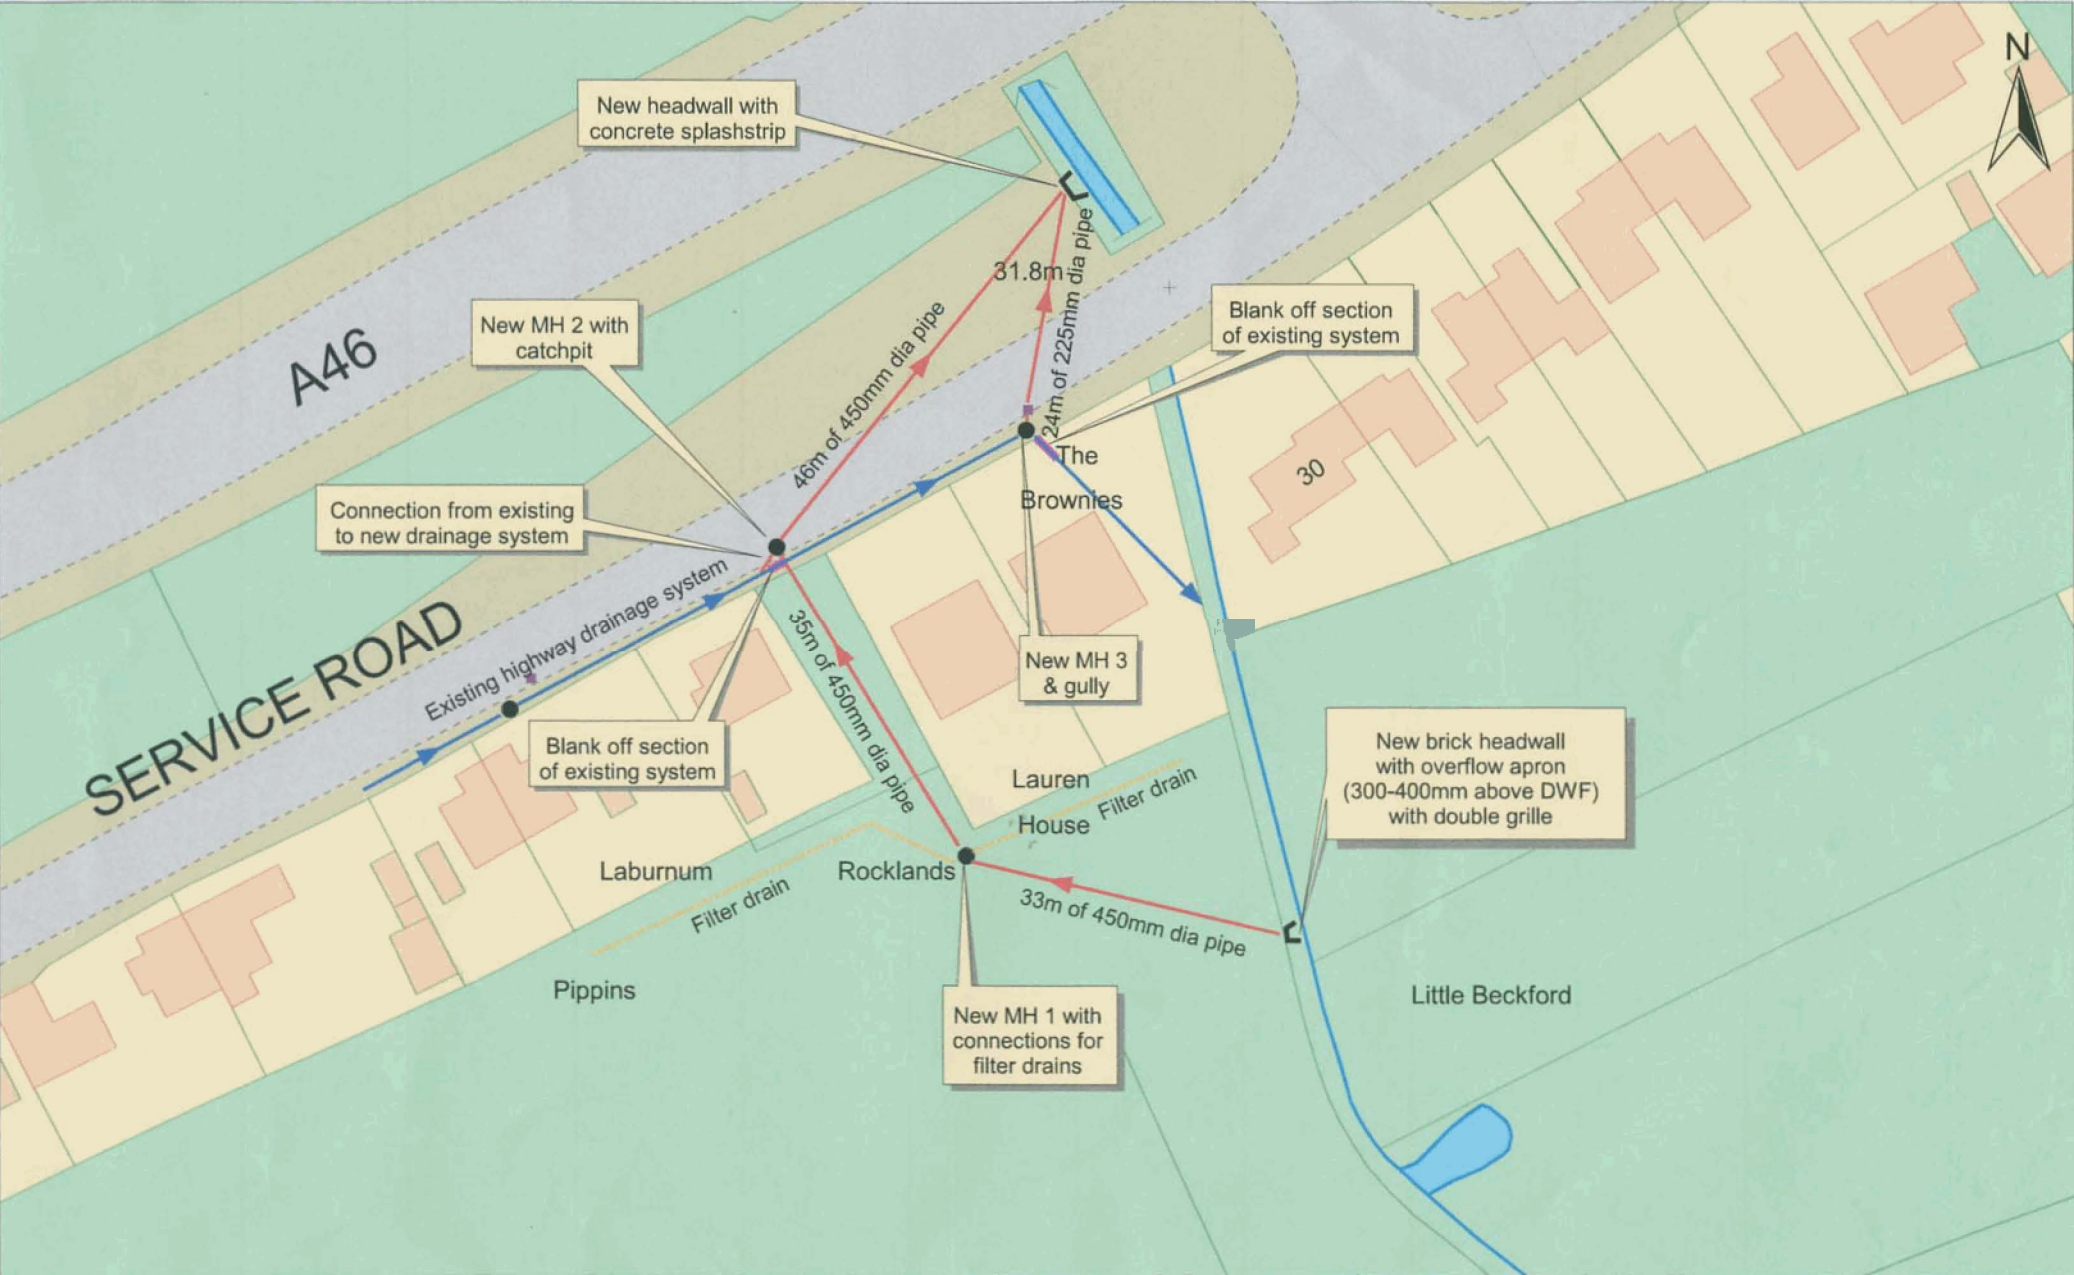 N
New headwall with
concrete splashstrip
31.8m
24m of 225mm dia pipe
Blank off section
of existing system
New MH 2 with
catchpit
A46
46m of 450mm dia pipe
The
Brownies
30
Connection from existing
to new drainage system
Existing highway drainage system
SERVICE ROAD
35m of 450mm dia pipe
New MH 3
& gully
Blank off section
of existing system
New brick headwall
with overflow apron
(300-400mm above DWF)
with double grille
Lauren
House
Filter drain
Laburnum
Rocklands
Filter drain
33m of 450mm dia pipe
Pippins
Little Beckford
New MH 1 with
connections for
filter drains